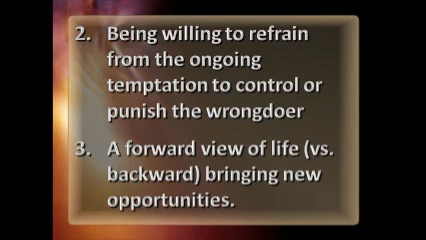 2. Being willing to refrain
from the ongoing
temptation to control or
punish the wrongdoer
3. A forward view of life (vs.
backward) bringing new
opportunities.